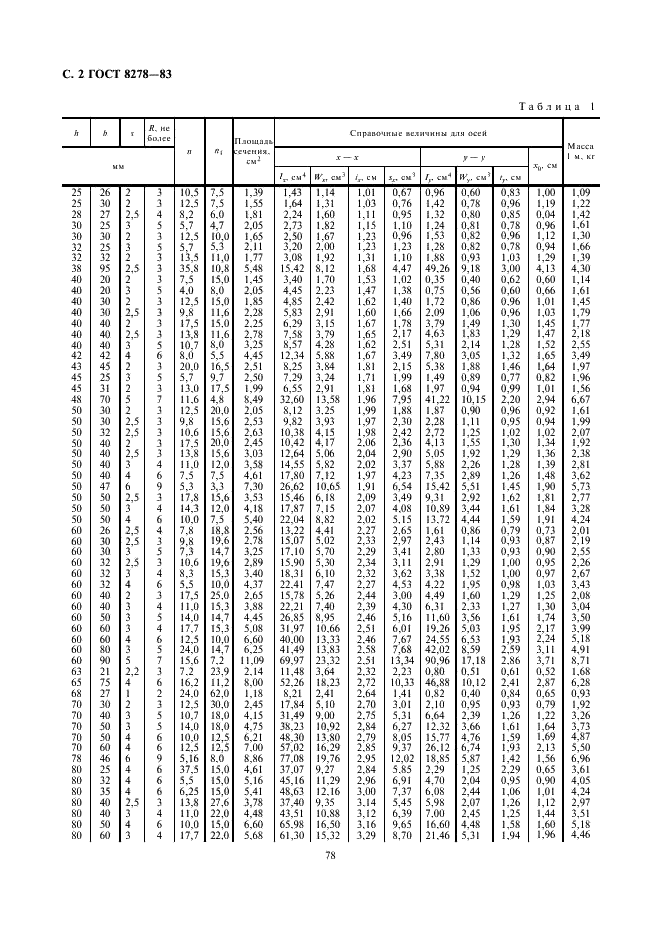 С. 2 ГОСТ 8278—83
Таблица 1
h b s R, не более n n₁ Площадь сечения, см² Справочные величины для осей Масса 1 м, кг
x — x y — y x₀, см
мм Iₓ, см⁴ Wₓ, см³ iₓ, см sₓ, см³ I_y, см⁴ W_y, см³ i_y, см
25 26 2 3 10,5 7,5 1,39 1,43 1,14 1,01 0,67 0,96 0,60 0,83 1,00 1,09
25 30 2 3 12,5 7,5 1,55 1,64 1,31 1,03 0,76 1,42 0,78 0,96 1,19 1,22
28 27 2,5 4 8,2 6,0 1,81 2,24 1,60 1,11 0,95 1,32 0,80 0,85 0,04 1,42
30 25 3 5 5,7 4,7 2,05 2,73 1,82 1,15 1,10 1,24 0,81 0,78 0,96 1,61
30 30 2 3 12,5 10,0 1,65 2,50 1,67 1,23 0,96 1,53 0,82 0,96 1,12 1,30
32 25 3 5 5,7 5,3 2,11 3,20 2,00 1,23 1,23 1,28 0,82 0,78 0,94 1,66
32 32 2 3 13,5 11,0 1,77 3,08 1,92 1,31 1,10 1,88 0,93 1,03 1,29 1,39
38 95 2,5 3 35,8 10,8 5,48 15,42 8,12 1,68 4,47 49,26 9,18 3,00 4,13 4,30
40 20 2 3 7,5 15,0 1,45 3,40 1,70 1,53 1,02 0,35 0,40 0,62 0,60 1,14
40 20 3 5 4,0 8,0 2,05 4,45 2,23 1,47 1,38 0,75 0,56 0,60 0,66 1,61
40 30 2 3 12,5 15,0 1,85 4,85 2,42 1,62 1,40 1,72 0,86 0,96 1,01 1,45
40 30 2,5 3 9,8 11,6 2,28 5,83 2,91 1,60 1,66 2,09 1,06 0,96 1,03 1,79
40 40 2 3 17,5 15,0 2,25 6,29 3,15 1,67 1,78 3,79 1,49 1,30 1,45 1,77
40 40 2,5 3 13,8 11,6 2,78 7,58 3,79 1,65 2,17 4,63 1,83 1,29 1,47 2,18
40 40 3 5 10,7 8,0 3,25 8,57 4,28 1,62 2,51 5,31 2,14 1,28 1,52 2,55
42 42 4 6 8,0 5,5 4,45 12,34 5,88 1,67 3,49 7,80 3,05 1,32 1,65 3,49
43 45 2 3 20,0 16,5 2,51 8,25 3,84 1,81 2,15 5,38 1,88 1,46 1,64 1,97
45 25 3 5 5,7 9,7 2,50 7,29 3,24 1,71 1,99 1,49 0,89 0,77 0,82 1,96
45 31 2 3 13,0 17,5 1,99 6,55 2,91 1,81 1,68 1,97 0,94 0,99 1,01 1,56
48 70 5 7 11,6 4,8 8,49 32,60 13,58 1,96 7,95 41,22 10,15 2,20 2,94 6,67
50 30 2 3 12,5 20,0 2,05 8,12 3,25 1,99 1,88 1,87 0,90 0,96 0,92 1,61
50 30 2,5 3 9,8 15,6 2,53 9,82 3,93 1,97 2,30 2,28 1,11 0,95 0,94 1,99
50 32 2,5 3 10,6 15,6 2,63 10,38 4,15 1,98 2,42 2,72 1,25 1,02 1,02 2,07
50 40 2 3 17,5 20,0 2,45 10,42 4,17 2,06 2,36 4,13 1,55 1,30 1,34 1,92
50 40 2,5 3 13,8 15,6 3,03 12,64 5,06 2,04 2,90 5,05 1,92 1,29 1,36 2,38
50 40 3 4 11,0 12,0 3,58 14,55 5,82 2,02 3,37 5,88 2,26 1,28 1,39 2,81
50 40 4 6 7,5 7,5 4,61 17,80 7,12 1,97 4,23 7,35 2,89 1,26 1,48 3,62
50 47 6 9 5,3 3,3 7,30 26,62 10,65 1,91 6,54 15,42 5,51 1,45 1,90 5,73
50 50 2,5 3 17,8 15,6 3,53 15,46 6,18 2,09 3,49 9,31 2,92 1,62 1,81 2,77
50 50 3 4 14,3 12,0 4,18 17,87 7,15 2,07 4,08 10,89 3,44 1,61 1,84 3,28
50 50 4 6 10,0 7,5 5,40 22,04 8,82 2,02 5,15 13,72 4,44 1,59 1,91 4,24
60 26 2,5 4 7,8 18,8 2,56 13,22 4,41 2,27 2,65 1,61 0,86 0,79 0,73 2,01
60 30 2,5 3 9,8 19,6 2,78 15,07 5,02 2,33 2,97 2,43 1,14 0,93 0,87 2,19
60 30 3 5 7,3 14,7 3,25 17,10 5,70 2,29 3,41 2,80 1,33 0,93 0,90 2,55
60 32 2,5 3 10,6 19,6 2,89 15,90 5,30 2,34 3,11 2,91 1,29 1,00 0,95 2,26
60 32 3 4 8,3 15,3 3,40 18,31 6,10 2,32 3,62 3,38 1,52 1,00 0,97 2,67
60 32 4 6 5,5 10,0 4,37 22,41 7,47 2,27 4,53 4,22 1,95 0,98 1,03 3,43
60 40 2 3 17,5 25,0 2,65 15,78 5,26 2,44 3,00 4,49 1,60 1,29 1,25 2,08
60 40 3 4 11,0 15,3 3,88 22,21 7,40 2,39 4,30 6,31 2,33 1,27 1,30 3,04
60 50 3 5 14,0 14,7 4,45 26,85 8,95 2,46 5,16 11,60 3,56 1,61 1,74 3,50
60 60 3 4 17,7 15,3 5,08 31,97 10,66 2,51 6,01 19,26 5,03 1,95 2,17 3,99
60 60 4 6 12,5 10,0 6,60 40,00 13,33 2,46 7,67 24,55 6,53 1,93 2,24 5,18
60 80 3 5 24,0 14,7 6,25 41,49 13,83 2,58 7,68 42,02 8,59 2,59 3,11 4,91
60 90 5 7 15,6 7,2 11,09 69,97 23,32 2,51 13,34 90,96 17,18 2,86 3,71 8,71
63 21 2,2 3 7,2 23,9 2,14 11,48 3,64 2,32 2,23 0,80 0,51 0,61 0,52 1,68
65 75 4 6 16,2 11,2 8,00 52,26 18,23 2,72 10,33 46,88 10,12 2,41 2,87 6,28
68 27 1 2 24,0 62,0 1,18 8,21 2,41 2,64 1,41 0,82 0,40 0,84 0,65 0,93
70 30 2 3 12,5 30,0 2,45 17,84 5,10 2,70 3,01 2,10 0,95 0,93 0,79 1,92
70 40 3 5 10,7 18,0 4,15 31,49 9,00 2,75 5,31 6,64 2,39 1,26 1,22 3,26
70 50 3 5 14,0 18,0 4,75 38,23 10,92 2,84 6,27 12,32 3,66 1,61 1,64 3,73
70 50 4 6 10,0 12,5 6,21 48,30 13,80 2,79 8,05 15,77 4,76 1,59 1,69 4,87
70 60 4 6 12,5 12,5 7,00 57,02 16,29 2,85 9,37 26,12 6,74 1,93 2,13 5,50
78 46 6 9 5,16 8,0 8,86 77,08 19,76 2,95 12,02 18,85 5,87 1,42 1,56 6,96
80 25 4 6 37,5 15,0 4,61 37,07 9,27 2,84 5,85 2,29 1,25 2,29 0,65 3,61
80 32 4 6 5,5 15,0 5,16 45,16 11,29 2,96 6,91 4,70 2,04 0,95 0,90 4,05
80 35 4 6 6,25 15,0 5,41 48,63 12,16 3,00 7,37 6,08 2,44 1,06 1,01 4,24
80 40 2,5 3 13,8 27,6 3,78 37,40 9,35 3,14 5,45 5,98 2,07 1,26 1,12 2,97
80 40 3 4 11,0 22,0 4,48 43,51 10,88 3,12 6,39 7,00 2,45 1,25 1,44 3,51
80 50 4 6 10,0 15,0 6,60 65,98 16,50 3,16 9,65 16,60 4,48 1,58 1,60 5,18
80 60 3 4 17,7 22,0 5,68 61,30 15,32 3,29 8,70 21,46 5,31 1,94 1,96 4,46
78